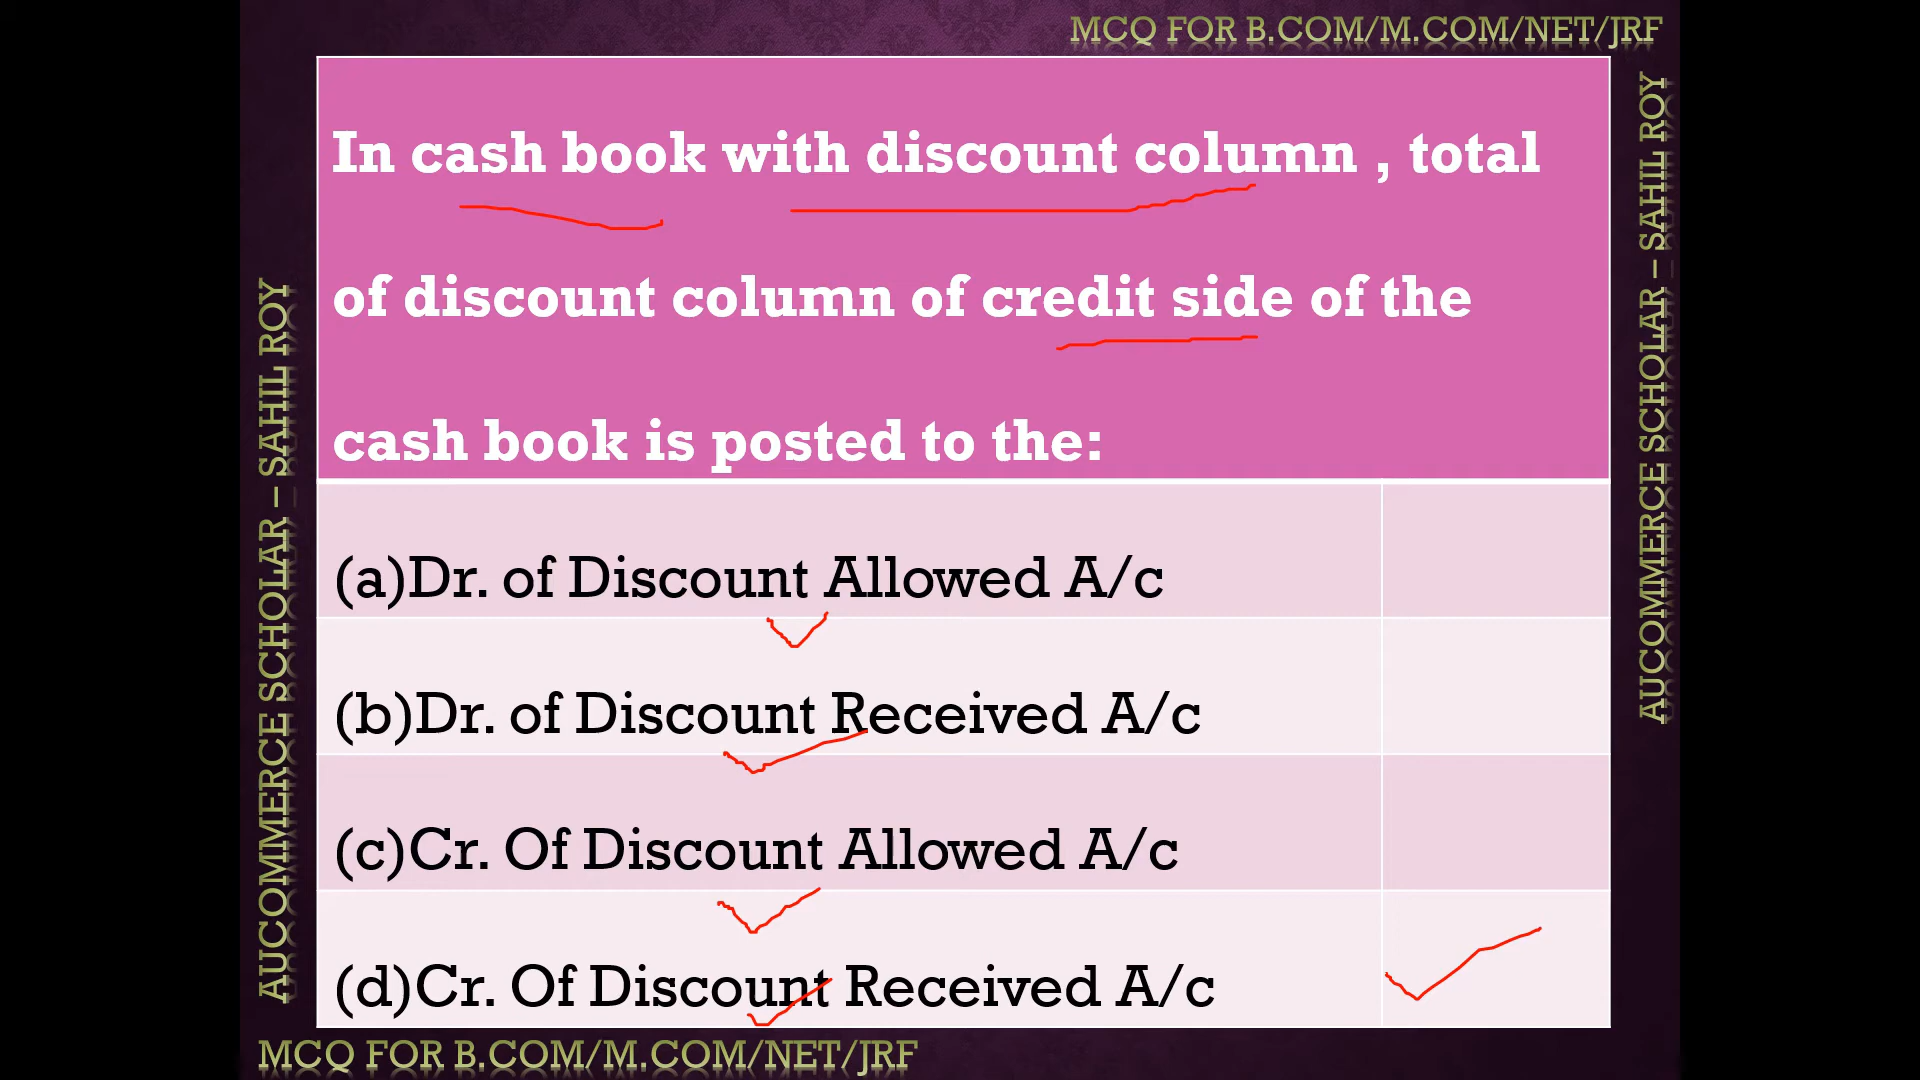 MCQ FOR B.COM/M.COM/NET/JRF
In cash book with discount column , total
of discount column of credit side of the
cash book is posted to the:
(a)Dr. of Discount Allowed A/c
(b)Dr. of Discount Received A/c
(c)Cr. Of Discount Allowed A/c
(d)Cr. Of Discount Received A/c
AUCOMMERCE SCHOLAR – SAHIL ROY
AUCOMMERCE SCHOLAR – SAHIL ROY
MCQ FOR B.COM/M.COM/NET/JRF